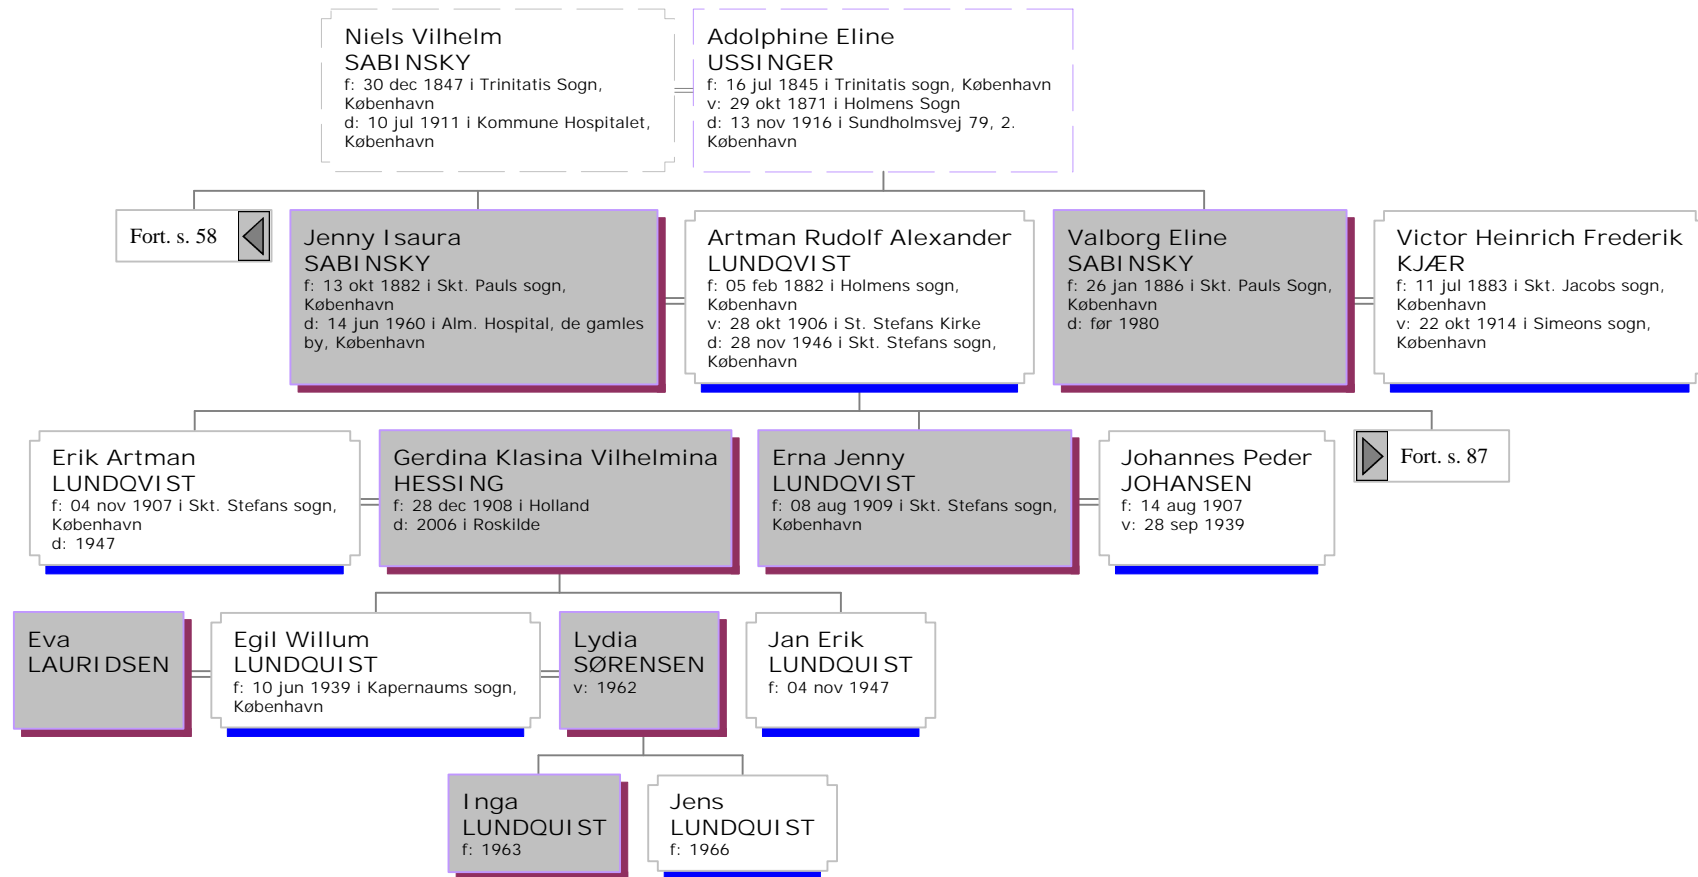 Niels Vilhelm
SABINSKY
f: 30 dec 1847 i Trinitatis Sogn,
København
d: 10 jul 1911 i Kommune Hospitalet,
København
Adolphine Eline
USSINGER
f: 16 jul 1845 i Trinitatis sogn, København
v: 29 okt 1871 i Holmens Sogn
d: 13 nov 1916 i Sundholmsvej 79, 2.
København
Fort. s. 58
Jenny Isaura
SABINSKY
f: 13 okt 1882 i Skt. Pauls sogn,
København
d: 14 jun 1960 i Alm. Hospital, de gamles
by, København
Artman Rudolf Alexander
LUNDQVIST
f: 05 feb 1882 i Holmens sogn,
København
v: 28 okt 1906 i St. Stefans Kirke
d: 28 nov 1946 i Skt. Stefans sogn,
København
Valborg Eline
SABINSKY
f: 26 jan 1886 i Skt. Pauls Sogn,
København
d: før 1980
Victor Heinrich Frederik
KJÆR
f: 11 jul 1883 i Skt. Jacobs sogn,
København
v: 22 okt 1914 i Simeons sogn,
København
Erik Artman
LUNDQVIST
f: 04 nov 1907 i Skt. Stefans sogn,
København
d: 1947
Gerdina Klasina Vilhelmina
HESSING
f: 28 dec 1908 i Holland
d: 2006 i Roskilde
Erna Jenny
LUNDQVIST
f: 08 aug 1909 i Skt. Stefans sogn,
København
Johannes Peder
JOHANSEN
f: 14 aug 1907
v: 28 sep 1939
Fort. s. 87
Eva
LAURIDSEN
Egil Willum
LUNDQUIST
f: 10 jun 1939 i Kapernaums sogn,
København
Lydia
SØRENSEN
v: 1962
Jan Erik
LUNDQUIST
f: 04 nov 1947
Inga
LUNDQUIST
f: 1963
Jens
LUNDQUIST
f: 1966